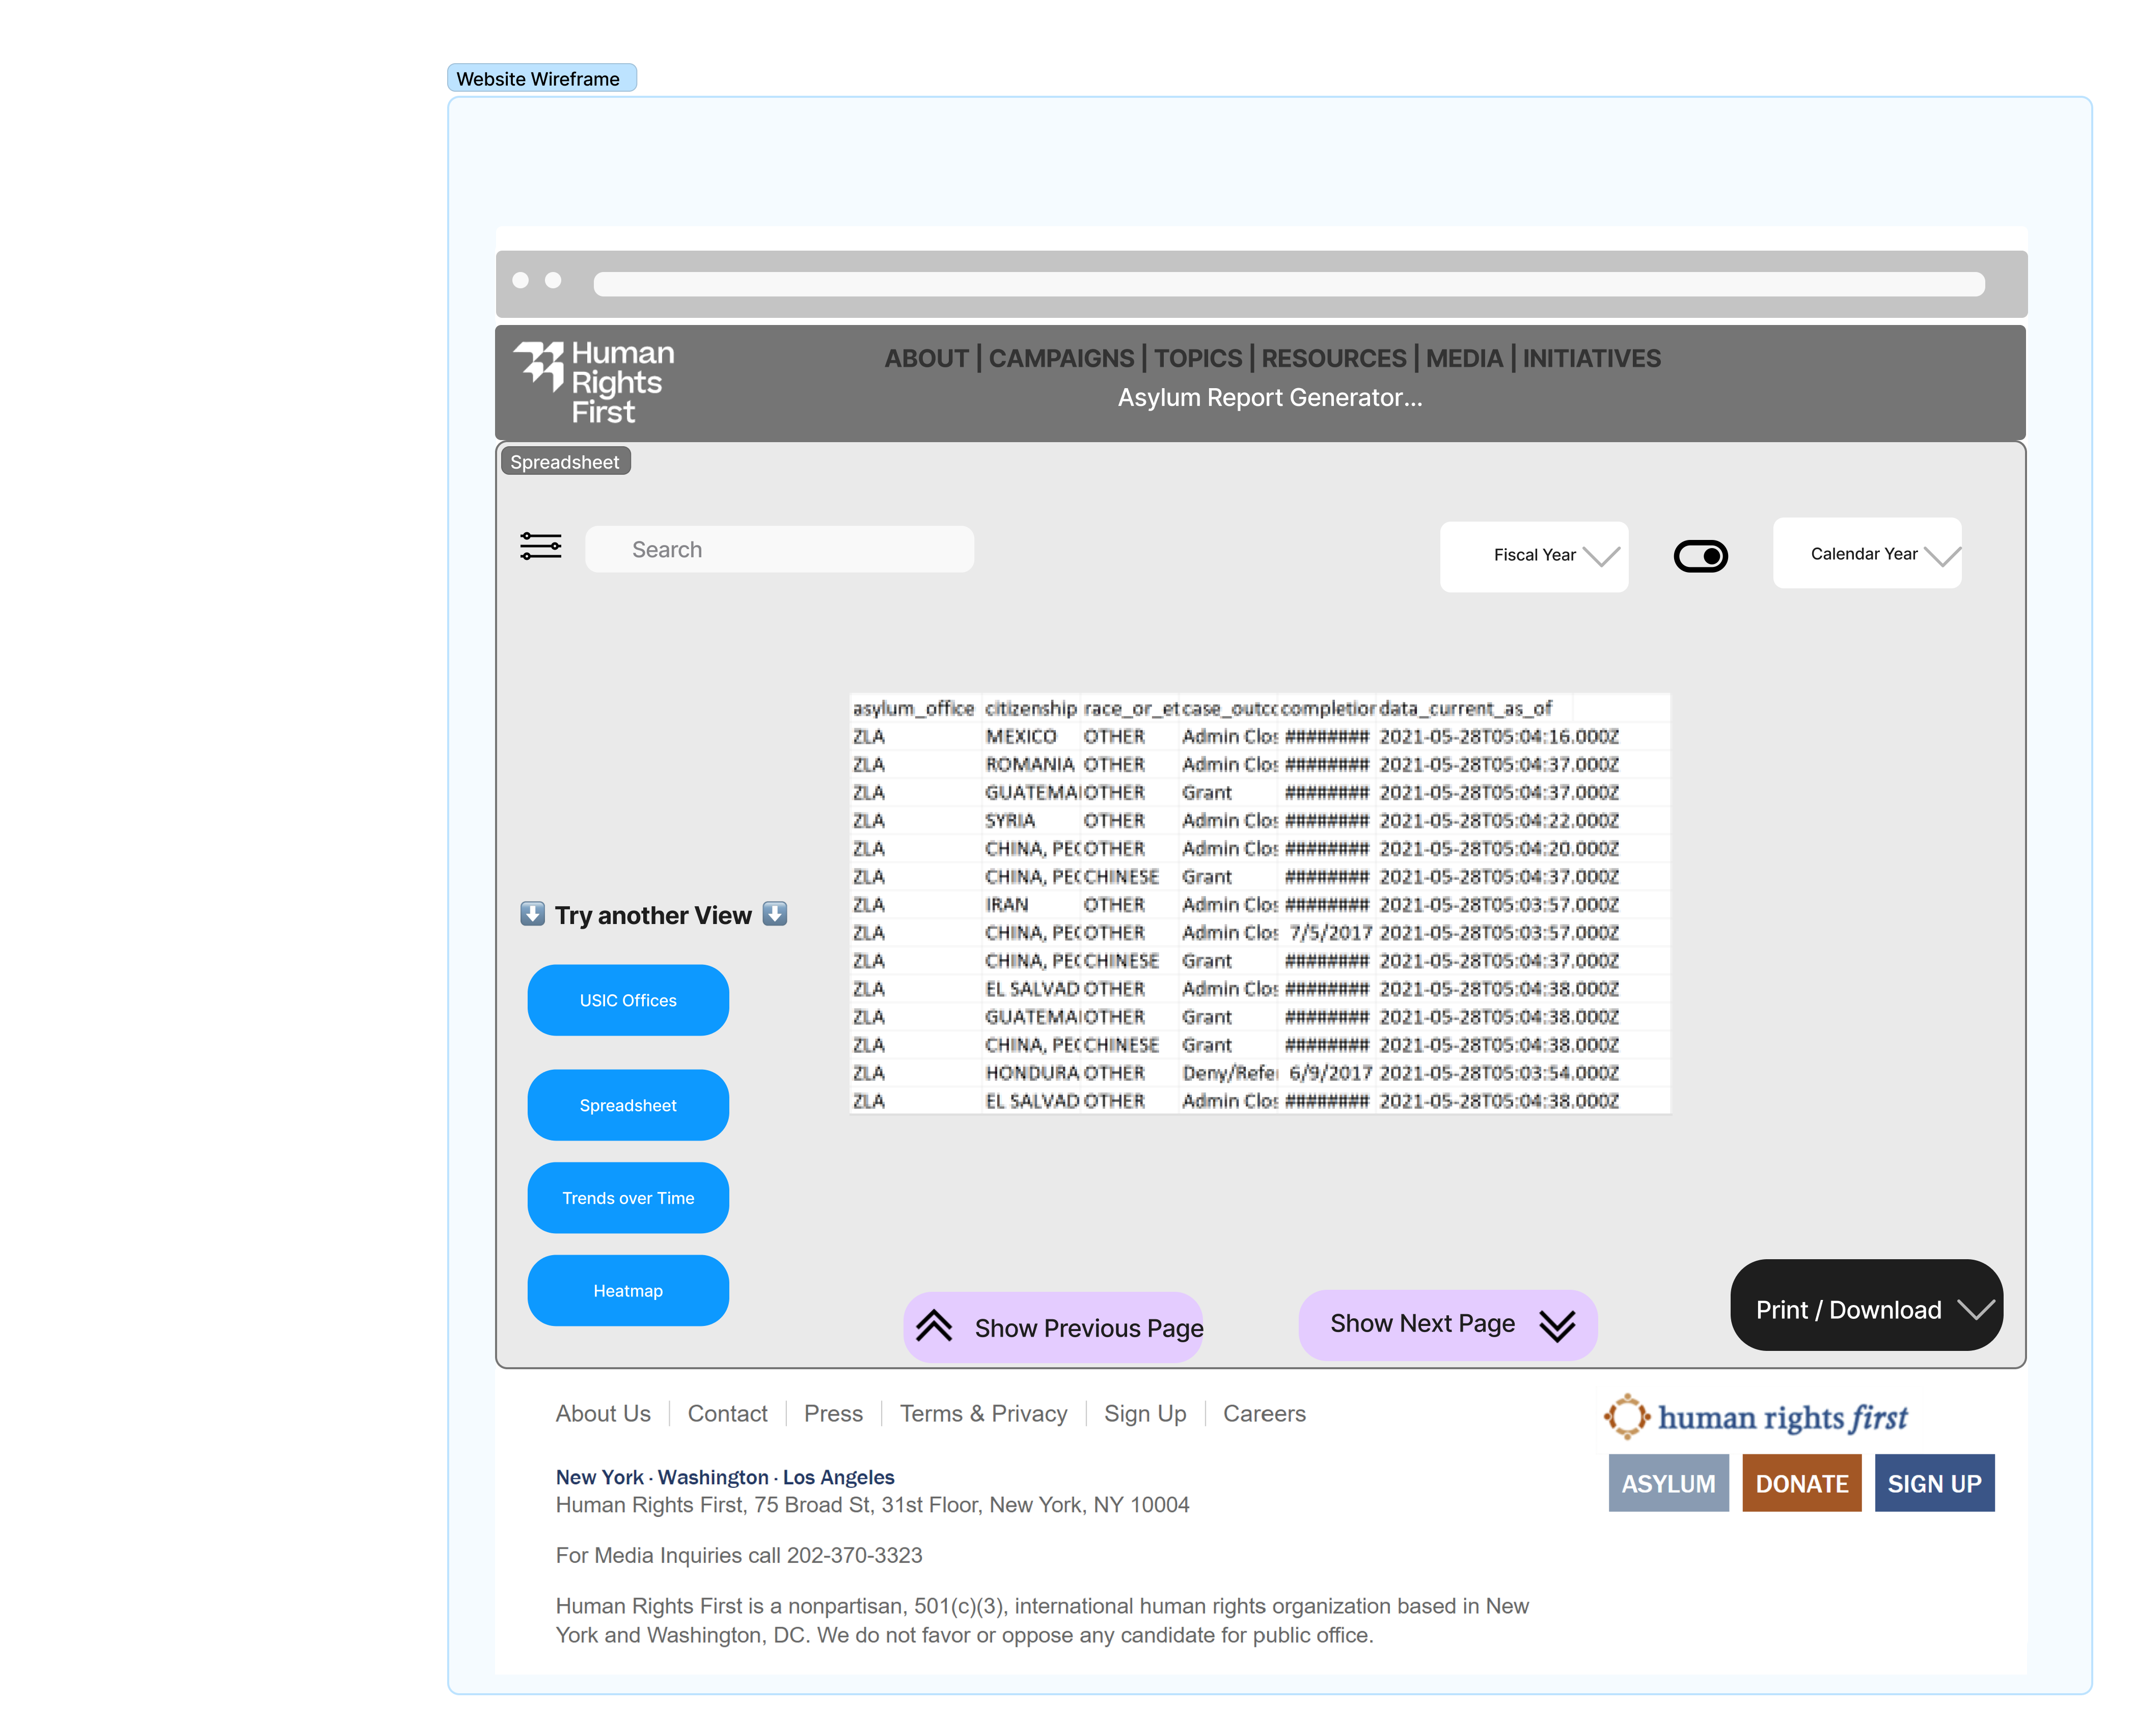 Website Wireframe
Human
Rights
First
ABOUT | CAMPAIGNS | TOPICS | RESOURCES | MEDIA | INITIATIVES
Asylum Report Generator...
Spreadsheet
Search
Fiscal Year
Calendar Year
asylum_office citizenship race_or_et case_outcc completior data_current_as_of
ZLA MEXICO OTHER Admin Clos ######## 2021-05-28T05:04:16.000Z
ZLA ROMANIA OTHER Admin Clos ######## 2021-05-28T05:04:37.000Z
ZLA GUATEMAI OTHER Grant ######## 2021-05-28T05:04:37.000Z
ZLA SYRIA OTHER Admin Clos ######## 2021-05-28T05:04:22.000Z
ZLA CHINA, PE( OTHER Admin Clos ######## 2021-05-28T05:04:20.000Z
ZLA CHINA, PE( CHINESE Grant ######## 2021-05-28T05:04:37.000Z
ZLA IRAN OTHER Admin Clos ######## 2021-05-28T05:03:57.000Z
ZLA CHINA, PE( OTHER Admin Clos 7/5/2017 2021-05-28T05:03:57.000Z
ZLA CHINA, PE( CHINESE Grant ######## 2021-05-28T05:04:37.000Z
ZLA EL SALVAD OTHER Admin Clos ######## 2021-05-28T05:04:38.000Z
ZLA GUATEMAI OTHER Grant ######## 2021-05-28T05:04:38.000Z
ZLA CHINA, PE( CHINESE Grant ######## 2021-05-28T05:04:38.000Z
ZLA HONDURA OTHER Deny/Refe 6/9/2017 2021-05-28T05:03:54.000Z
ZLA EL SALVAD OTHER Admin Clos ######## 2021-05-28T05:04:38.000Z
Try another View
USIC Offices
Spreadsheet
Trends over Time
Heatmap
Show Previous Page
Show Next Page
Print / Download
About Us | Contact | Press | Terms & Privacy | Sign Up | Careers
human rights first
ASYLUM DONATE SIGN UP
New York · Washington · Los Angeles
Human Rights First, 75 Broad St, 31st Floor, New York, NY 10004
For Media Inquiries call 202-370-3323
Human Rights First is a nonpartisan, 501(c)(3), international human rights organization based in New
York and Washington, DC. We do not favor or oppose any candidate for public office.